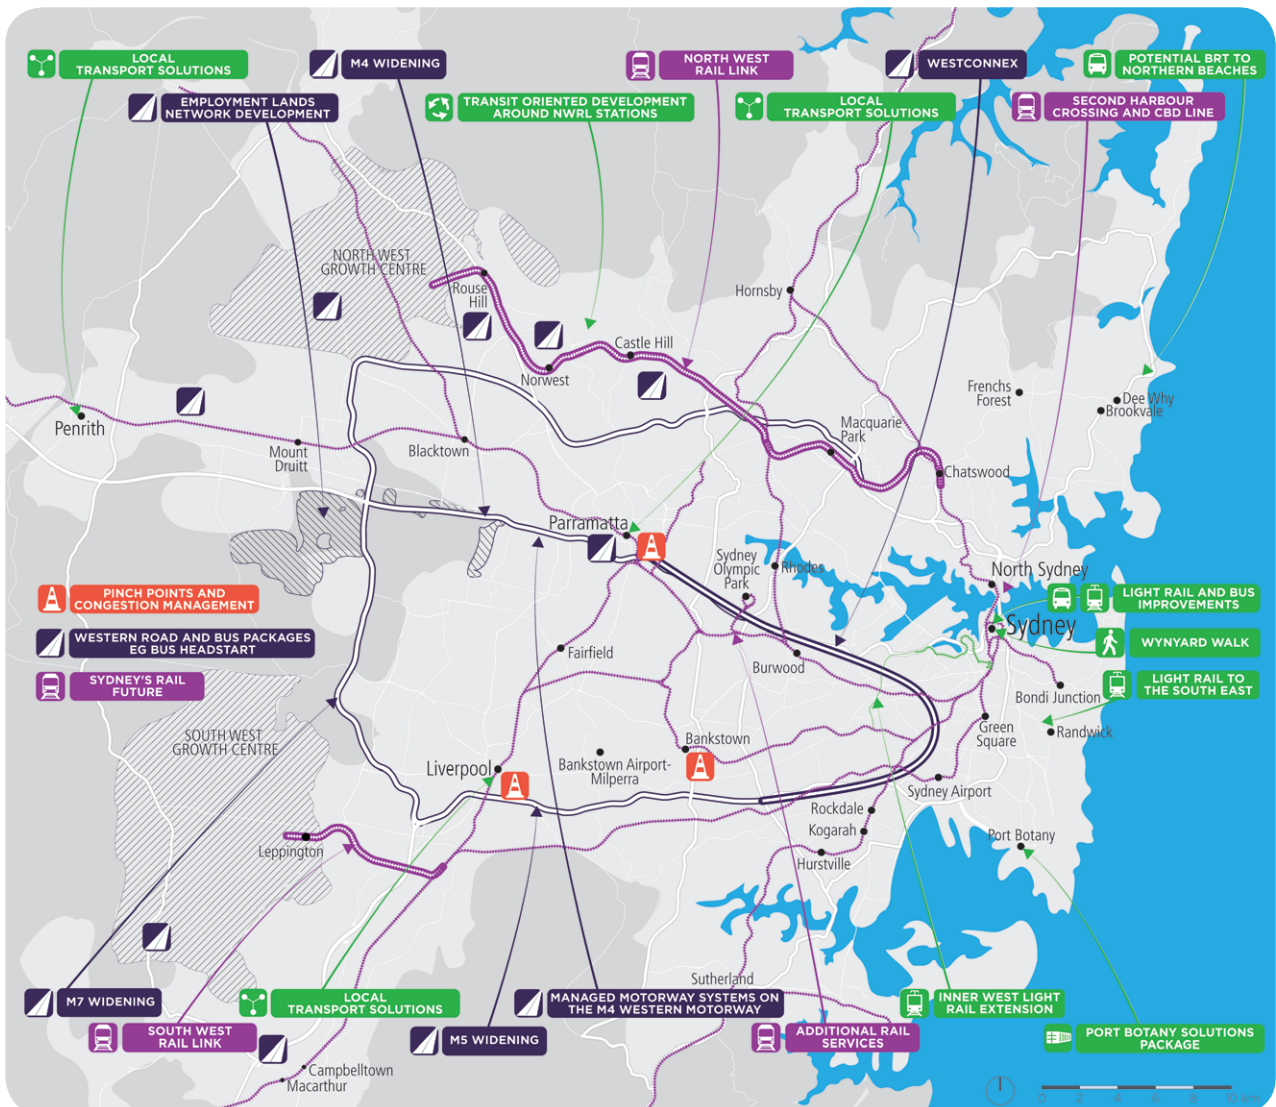 LOCAL
TRANSPORT SOLUTIONS
M4 WIDENING
NORTH WEST
RAIL LINK
WESTCONNEX
POTENTIAL BRT TO
NORTHERN BEACHES
EMPLOYMENT LANDS
NETWORK DEVELOPMENT
TRANSIT ORIENTED DEVELOPMENT
AROUND NWRL STATIONS
LOCAL
TRANSPORT SOLUTIONS
SECOND HARBOUR
CROSSING AND CBD LINE
NORTH WEST
GROWTH CENTRE
Rouse
Hill
Hornsby
Castle Hill
Norwest
Frenchs
Forest
Dee Why
Brookvale
Penrith
Mount
Druitt
Blacktown
Macquarie
Park
Chatswood
Parramatta
Sydney
Olympic
Park
Rhodes
North Sydney
PINCH POINTS AND
CONGESTION MANAGEMENT
LIGHT RAIL AND BUS
IMPROVEMENTS
Sydney
WESTERN ROAD AND BUS PACKAGES
EG BUS HEADSTART
WYNYARD WALK
Fairfield
Burwood
SYDNEY'S RAIL
FUTURE
LIGHT RAIL TO
THE SOUTH EAST
Bondi Junction
SOUTH WEST
GROWTH CENTRE
Green
Square
Randwick
Bankstown
Liverpool
Bankstown Airport-
Milperra
Sydney Airport
Rockdale
Kogarah
Port Botany
Leppington
Hurstville
Sutherland
M7 WIDENING
LOCAL
TRANSPORT SOLUTIONS
MANAGED MOTORWAY SYSTEMS ON
THE M4 WESTERN MOTORWAY
INNER WEST LIGHT
RAIL EXTENSION
SOUTH WEST
RAIL LINK
M5 WIDENING
ADDITIONAL RAIL
SERVICES
PORT BOTANY SOLUTIONS
PACKAGE
Campbelltown
Macarthur
0 2 4 6 8 10 km